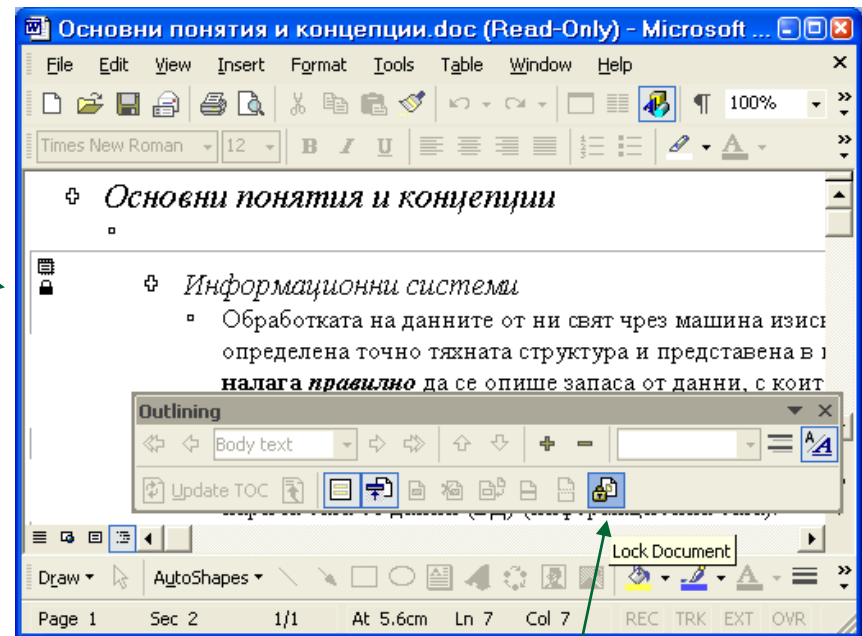 Основни понятия и концепции.doc (Read-Only) - Microsoft ...
File Edit View Insert Format Tools Table Window Help
100%
Times New Roman 12 B I U A
Основни понятия и концепции
Информационни системи
Обработката на данните от ни свят чрез машина
определена точно тяхната структура и представена в
налага правилно да се опише запаса от данни, с
Outlining
Body text
Update TOC
Lock Document
Draw AutoShapes A
Page 1 Sec 2 1/1 At 5.6cm Ln 7 Col 7 REC TRK EXT OVR